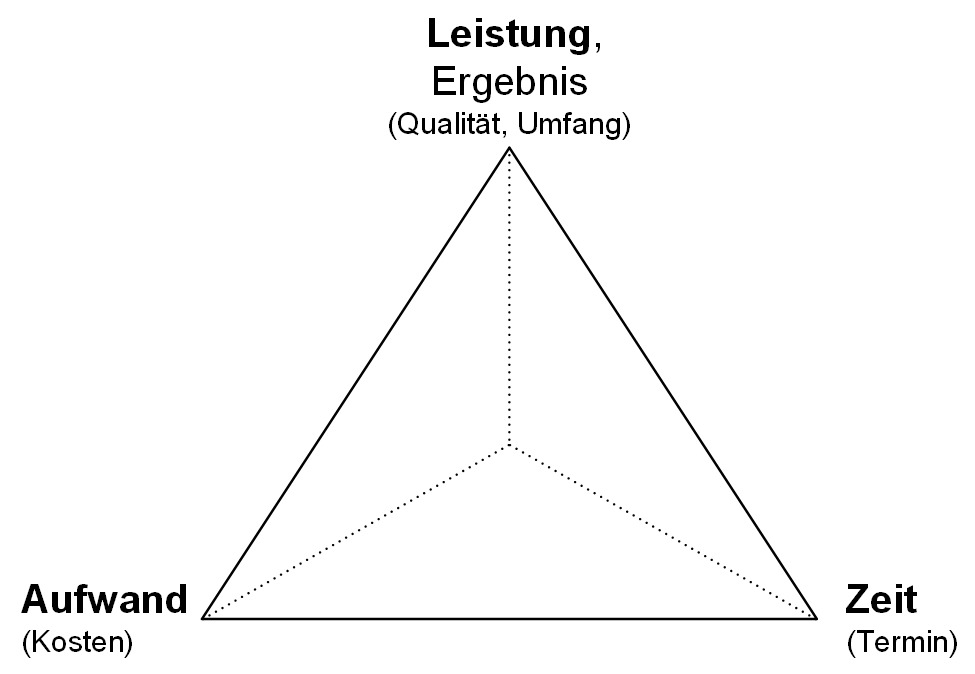 Leistung,
Ergebnis
(Qualität, Umfang)
Aufwand
(Kosten)
Zeit
(Termin)